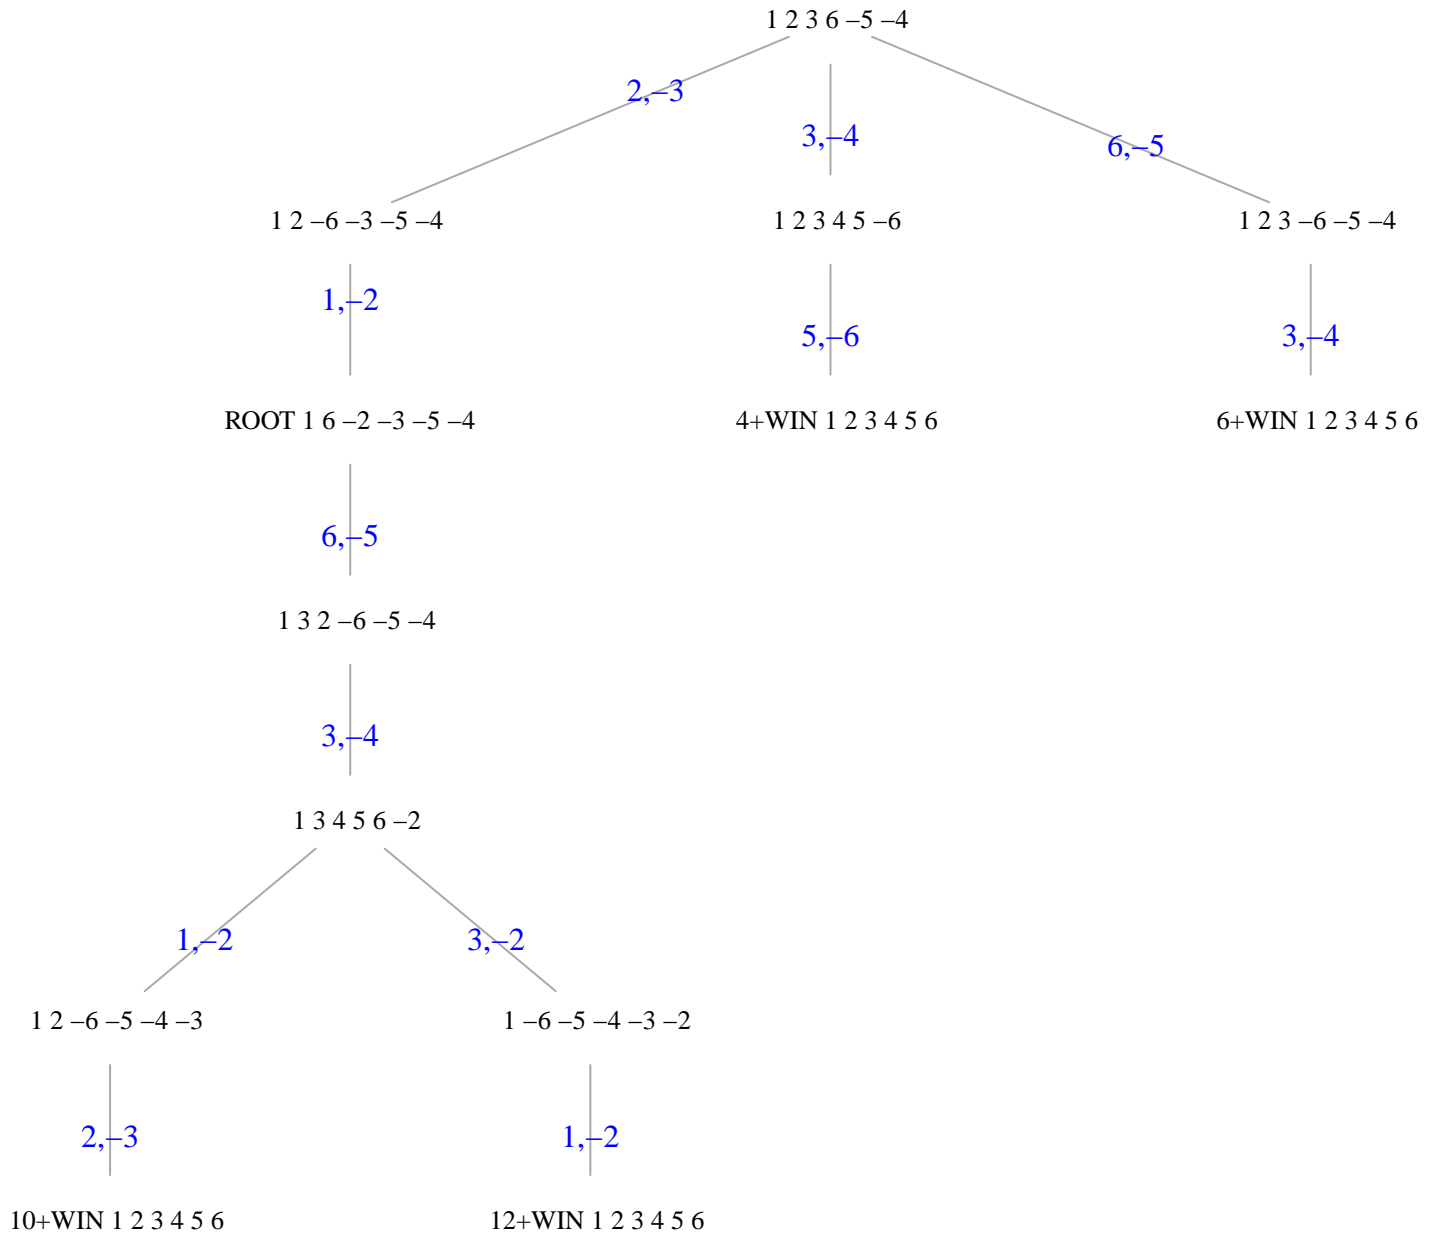 1 2 3 6 –5 –4
2,–3
3,–4
6,–5
1 2 –6 –3 –5 –4
1 2 3 4 5 –6
1 2 3 –6 –5 –4
1,–2
5,–6
3,–4
ROOT 1 6 –2 –3 –5 –4
4+WIN 1 2 3 4 5 6
6+WIN 1 2 3 4 5 6
6,–5
1 3 2 –6 –5 –4
3,–4
1 3 4 5 6 –2
1,–2
3,–2
1 2 –6 –5 –4 –3
1 –6 –5 –4 –3 –2
2,–3
1,–2
10+WIN 1 2 3 4 5 6
12+WIN 1 2 3 4 5 6